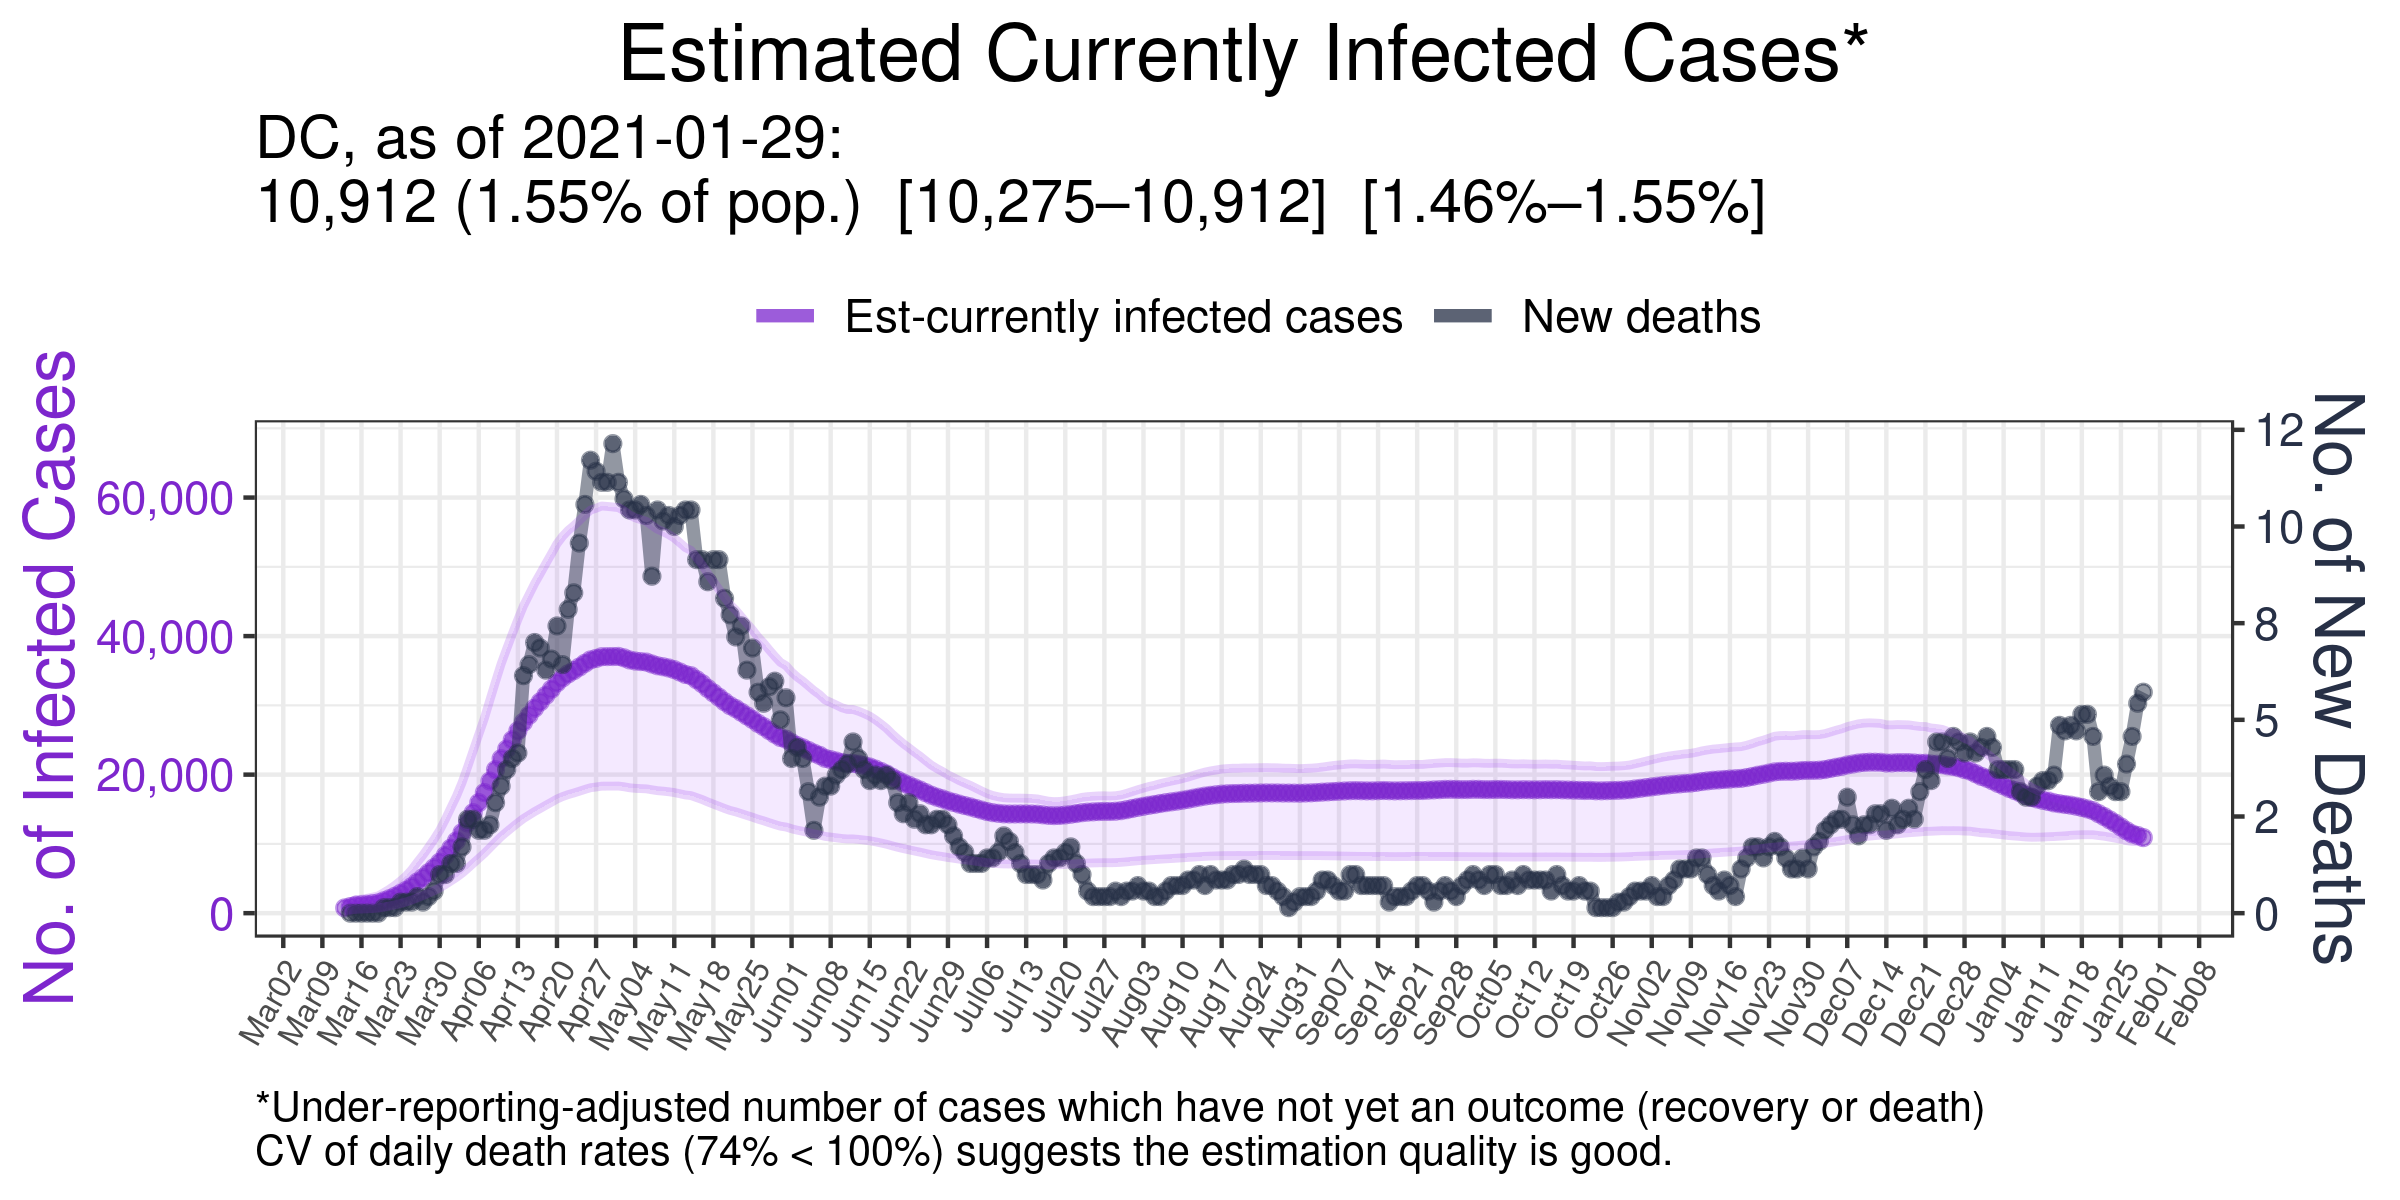 Estimated Currently Infected Cases*
DC, as of 2021-01-29:
10,912 (1.55% of pop.) [10,275–10,912] [1.46%–1.55%]
Est-currently infected cases New deaths
No. of Infected Cases
60,000
40,000
20,000
0
12
10
8
5
2
0
No. of New Deaths
Mar02 Mar09 Mar16 Mar23 Mar30 Apr06 Apr13 Apr20 Apr27 May04 May11 May18 May25 Jun01 Jun08 Jun15 Jun22 Jun29 Jul06 Jul13 Jul20 Jul27 Aug03 Aug10 Aug17 Aug24 Aug31 Sep07 Sep14 Sep21 Sep28 Oct05 Oct12 Oct19 Oct26 Nov02 Nov09 Nov16 Nov23 Nov30 Dec07 Dec14 Dec21 Dec28 Dec28 Jan04 Jan11 Jan18 Jan25 Feb01 Feb08
*Under-reporting-adjusted number of cases which have not yet an outcome (recovery or death)
CV of daily death rates (74% < 100%) suggests the estimation quality is good.